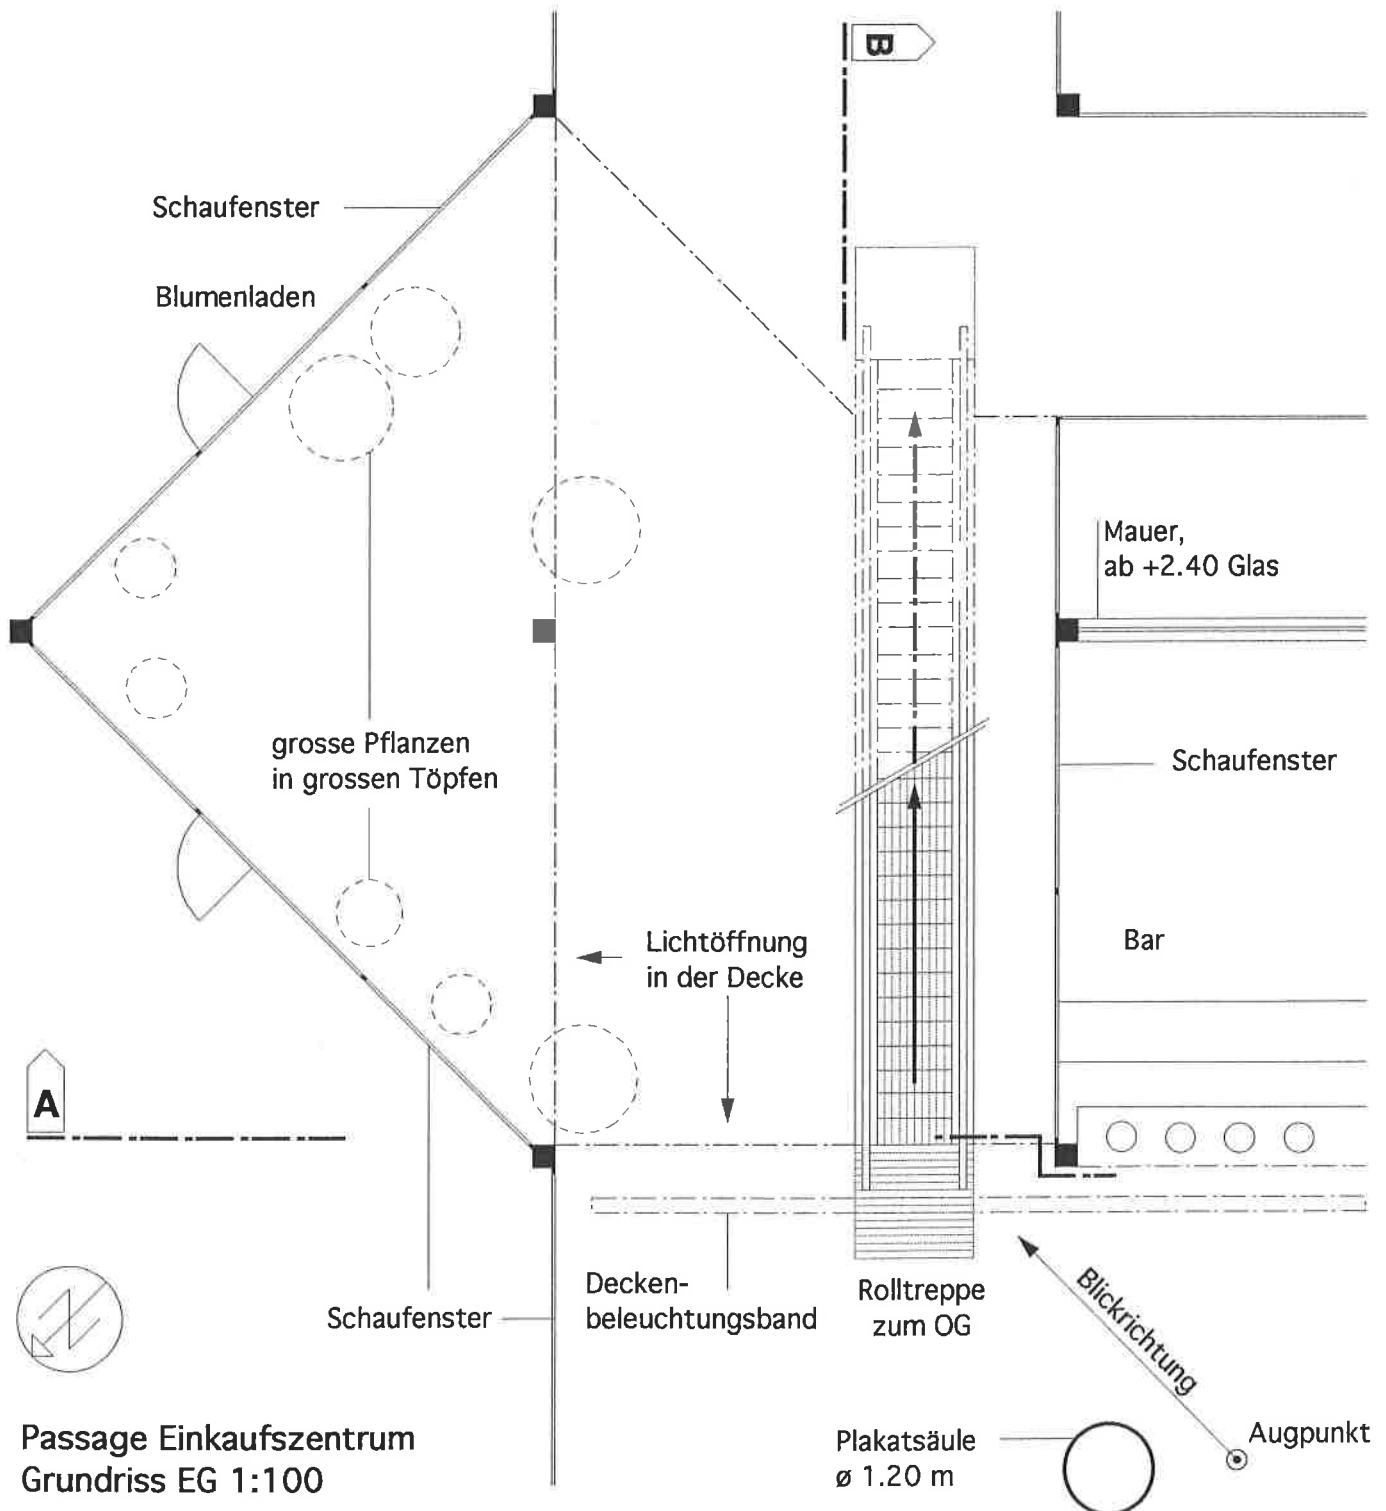 B
Schaufenster
Blumenladen
Mauer,
ab +2.40 Glas
grosse Pflanzen
in grossen Töpfen
Schaufenster
Lichtöffnung
in der Decke
Bar
A
Decken-
beleuchtungsband
Rolltreppe
zum OG
Blickrichtung
Schaufenster
N
Passage Einkaufszentrum
Grundriss EG 1:100
Plakatsäule
ø 1.20 m
Augpunkt